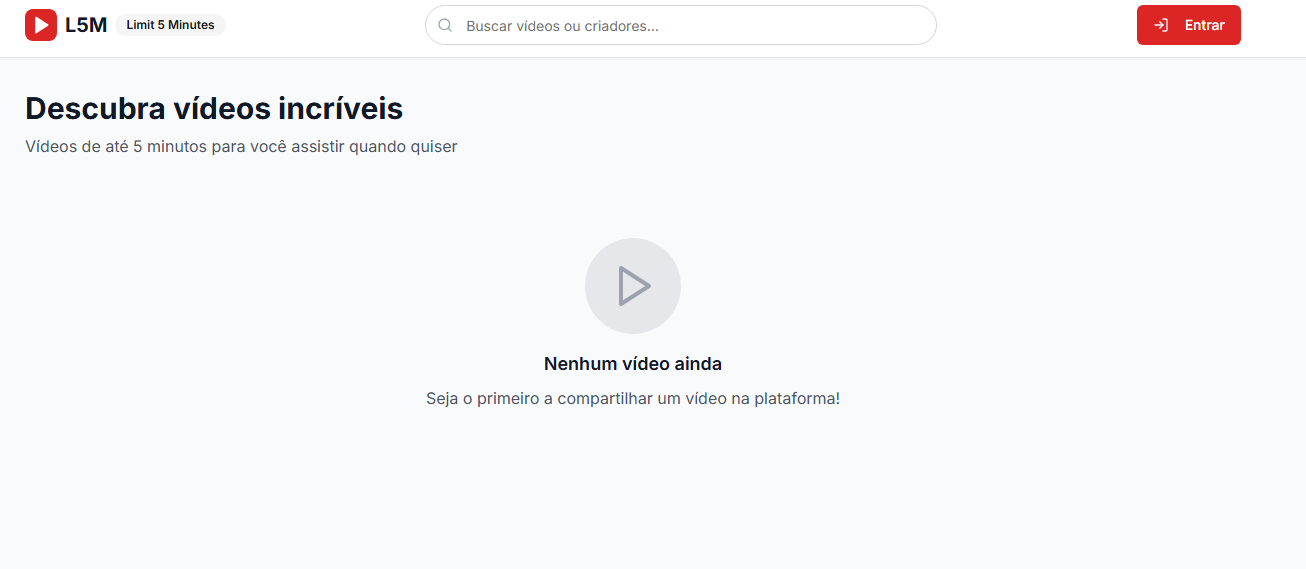 L5M
Limit 5 Minutes
Buscar vídeos ou criadores...
Entrar
Descubra vídeos incríveis
Vídeos de até 5 minutos para você assistir quando quiser
Nenhum vídeo ainda
Seja o primeiro a compartilhar um vídeo na plataforma!